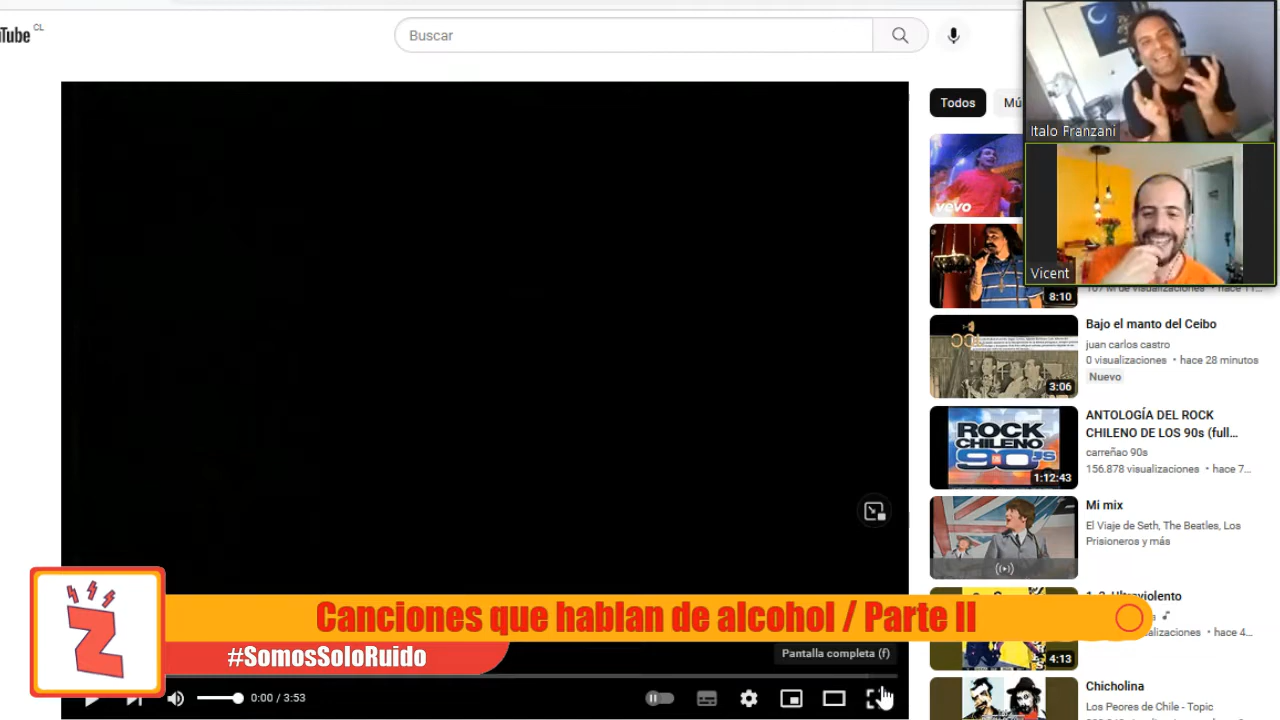 Tube CL
Buscar
Todos
Mú
Italo Franzani
vevo
Vicent
8:10
Bajo el manto del Ceibo
juan carlos castro
0 visualizaciones • hace 28 minutos
Nuevo
3:06
ROCK
CHILENO
90's
ANTOLOGÍA DEL ROCK
CHILENO DE LOS 90s (full...
carreñao 90s
156.878 visualizaciones • hace 7...
1:12:43
Mi mix
El Viaje de Seth, The Beatles, Los
Prisioneros y más
Canciones que hablan de alcohol / Parte II
Z
#SomosSoloRuido
Pantalla completa (f)
4:13
0:00 / 3:53
Chicholina
Los Peores de Chile - Topic